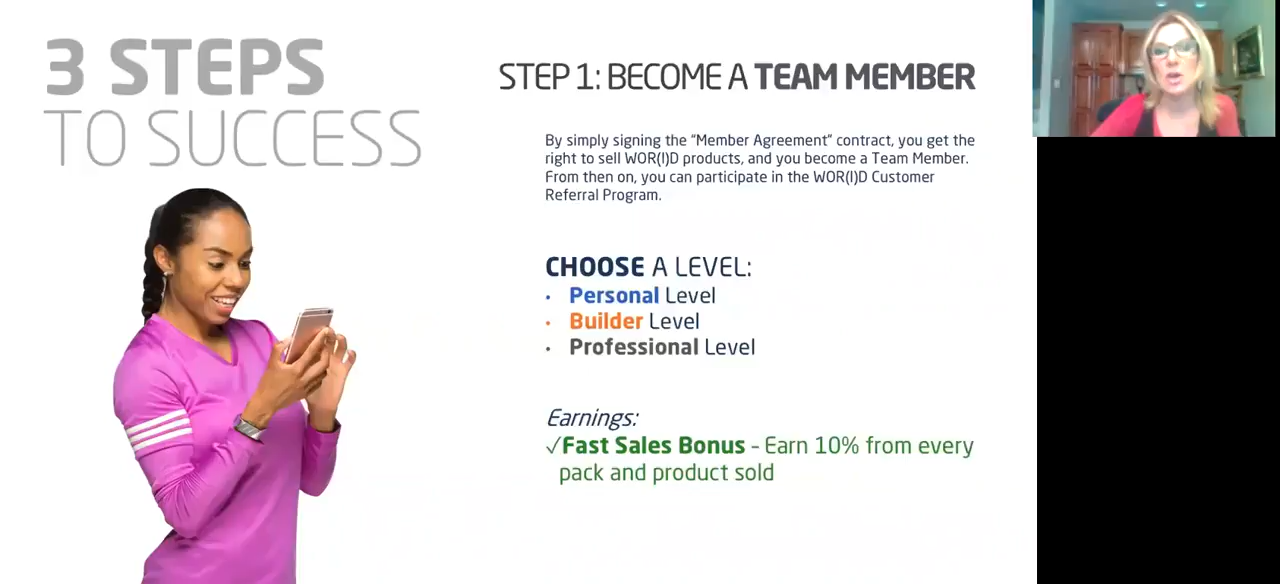 3 STEPS
TO SUCCESS
STEP 1: BECOME A TEAM MEMBER
By simply signing the “Member Agreement” contract, you get the
right to sell WOR(I)D products, and you become a Team Member.
From then on, you can participate in the WOR(I)D Customer
Referral Program.
CHOOSE A LEVEL:
• Personal Level
• Builder Level
• Professional Level
Earnings:
✓Fast Sales Bonus - Earn 10% from every
pack and product sold